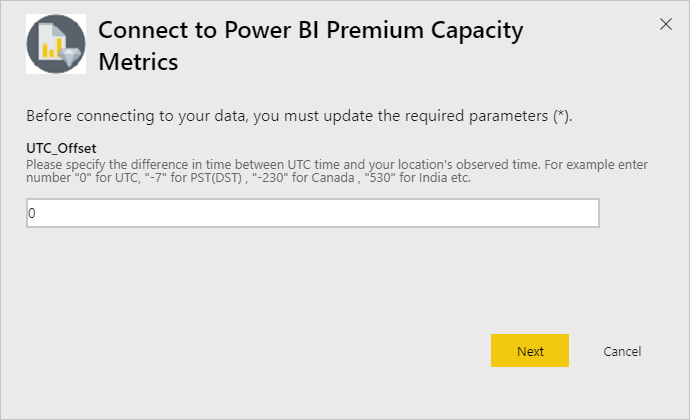 Connect to Power BI Premium Capacity
Metrics
Before connecting to your data, you must update the required parameters (*).
UTC_Offset
Please specify the difference in time between UTC time and your location's observed time. For example enter
number "0" for UTC, "-7" for PST(DST) , "-230" for Canada , "530" for India etc.
0
Next Cancel